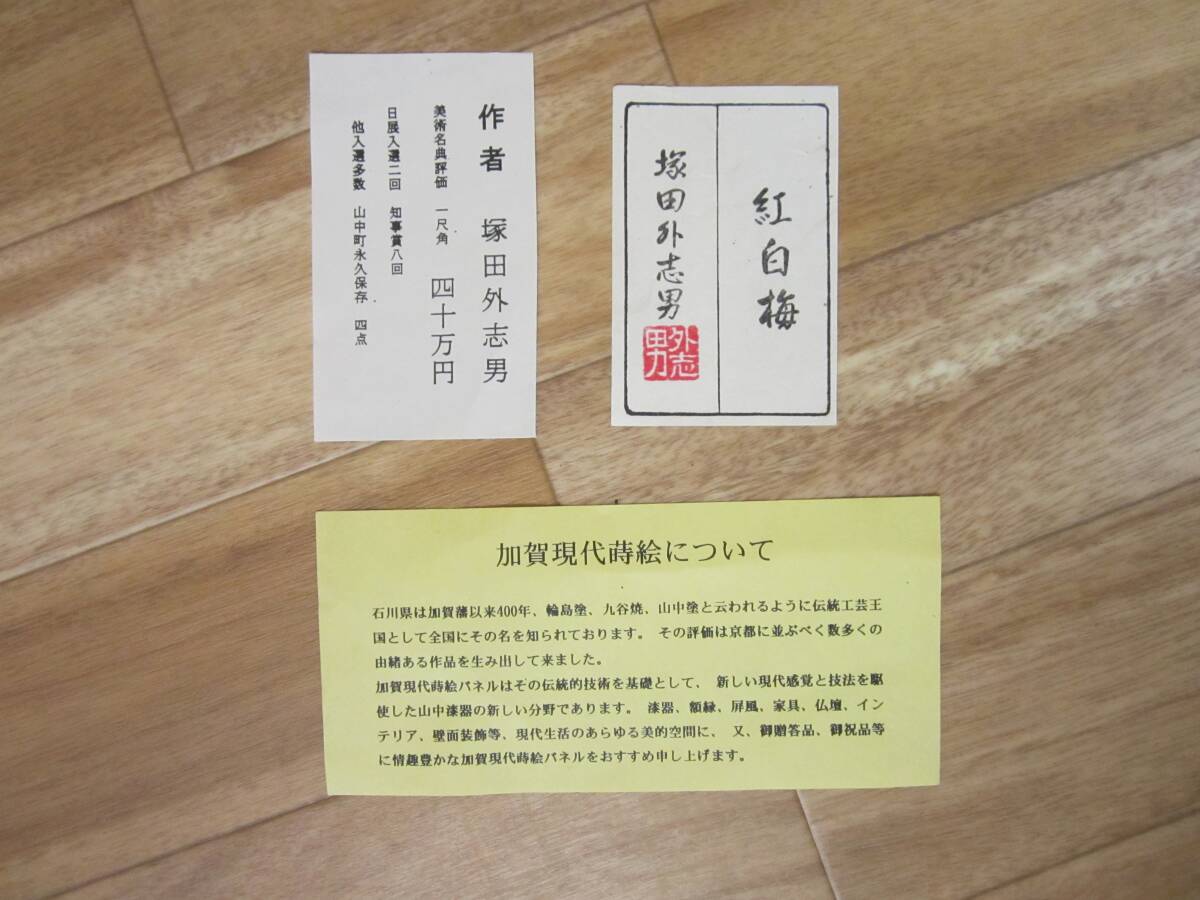 作者 塚田外志男
美術名典評価 一尺角 四十万円
日展入選二回 知事賞八回
他入選多数 山中町永久保存 四点
紅白梅
塚田外志男
外志男
加賀現代蒔絵について
石川県は加賀藩以来400年、輪島塗、九谷焼、山中塗と云われるように伝統工芸王
国として全国にその名を知られております。 その評価は京都に並ぶべく数多くの
由緒ある作品を生み出して来ました。
加賀現代蒔絵パネルはその伝統的技術を基礎として、 新しい現代感覚と技法を駆
使した山中漆器の新しい分野であります。 漆器、額縁、屏風、家具、仏壇、イン
テリア、壁面装飾等、現代生活のあらゆる美的空間に、 又、御贈答品、御祝品等
に情趣豊かな加賀現代蒔絵パネルをおすすめ申し上げます。